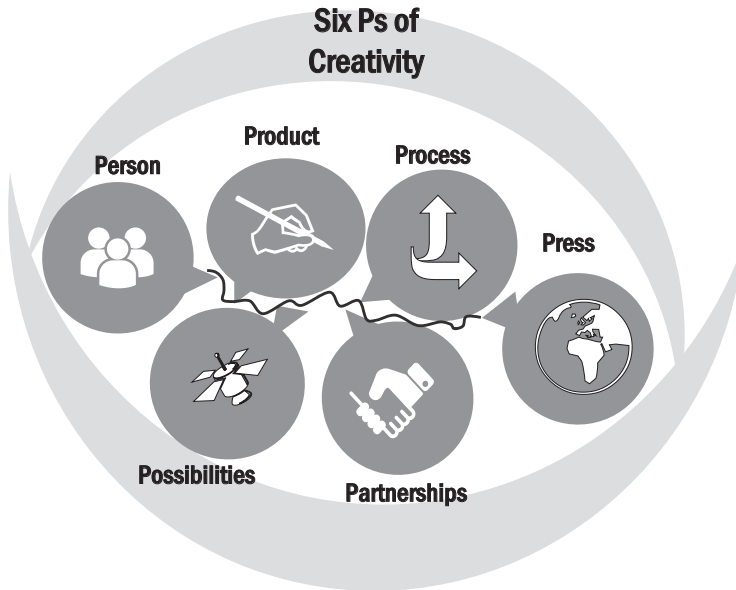 Six Ps of
Creativity
Person
Product
Process
Press
Possibilities
Partnerships